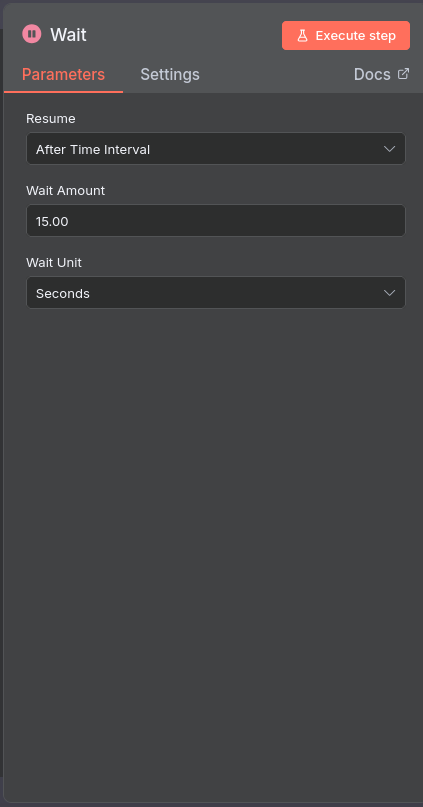 Wait
Execute step
Parameters Settings Docs
Resume
After Time Interval
Wait Amount
15.00
Wait Unit
Seconds